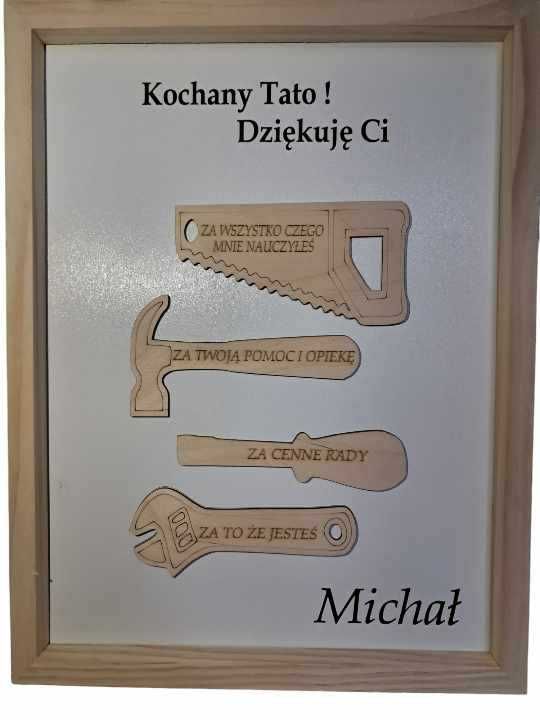 Kochany Tato !
Dziękuję Ci
ZA WSZYSTKO CZEGO
MNIE NAUCZYŁEŚ
ZA TWOJĄ POMOC I OPIEKĘ
ZA CENNE RADY
ZA TO ŻE JESTEŚ
Michał